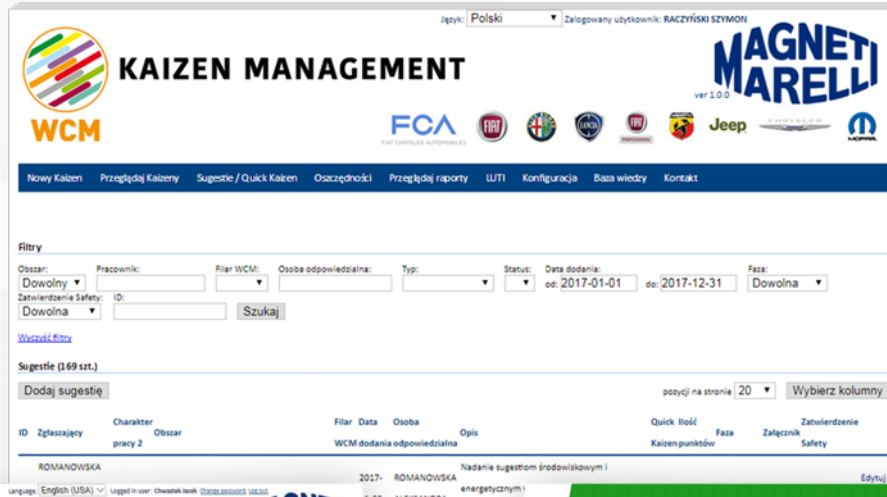 Język: Polski Zalogowany użytkownik: RACZYŃSKI SZYMON
KAIZEN MANAGEMENT
WCM
MAGNETI
MARELLI
ver 1.0.0
FCA
FIAT CHRYSLER AUTOMOBILES
FIAT
LANCIA
FIAT
PROFESSIONAL
Jeep
CHRYSLER
MOPAR
Nowy Kaizen Przeglądaj Kaizeny Sugestie / Quick Kaizen Oszczędności Przeglądaj raporty LUTI Konfiguracja Baza wiedzy Kontakt
Filtry
Obszar: Pracownik: Filar WCM: Osoba odpowiedzialna: Typ: Status: Data dodania: Faza:
Dowolny od: 2017-01-01 do: 2017-12-31 Dowolna
Zatwierdzenie Safety: ID:
Dowolna Szukaj
Wyczyść filtry
Sugestie (169 szt.)
Dodaj sugestię pozycji na stronie 20 Wybierz kolumny
ID Zgłaszający Charakter pracy 2 Obszar Filar WCM Data dodania Osoba odpowiedzialna Opis Quick Kaizen Ilość punktów Faza Załącznik Zatwierdzenie Safety
ROMANOWSKA
2017- ROMANOWSKA Nadanie sugestiom środowiskowym i
energetycznym
Edytuj
Language: English (USA) Logged in user: Chwastek Jacek Change password Log out